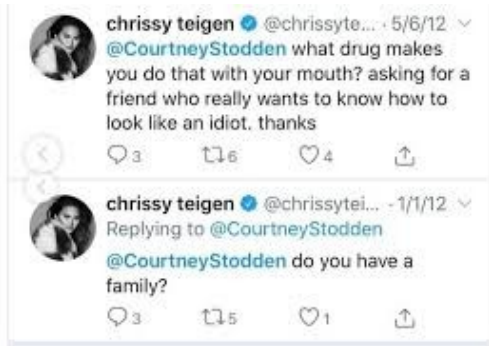 chrissy teigen @chrissyte... · 5/6/12
@CourtneyStodden what drug makes
you do that with your mouth? asking for a
friend who really wants to know how to
look like an idiot. thanks
3 6 4
chrissy teigen @chrissytei... · 1/1/12
Replying to @CourtneyStodden
@CourtneyStodden do you have a
family?
3 5 1